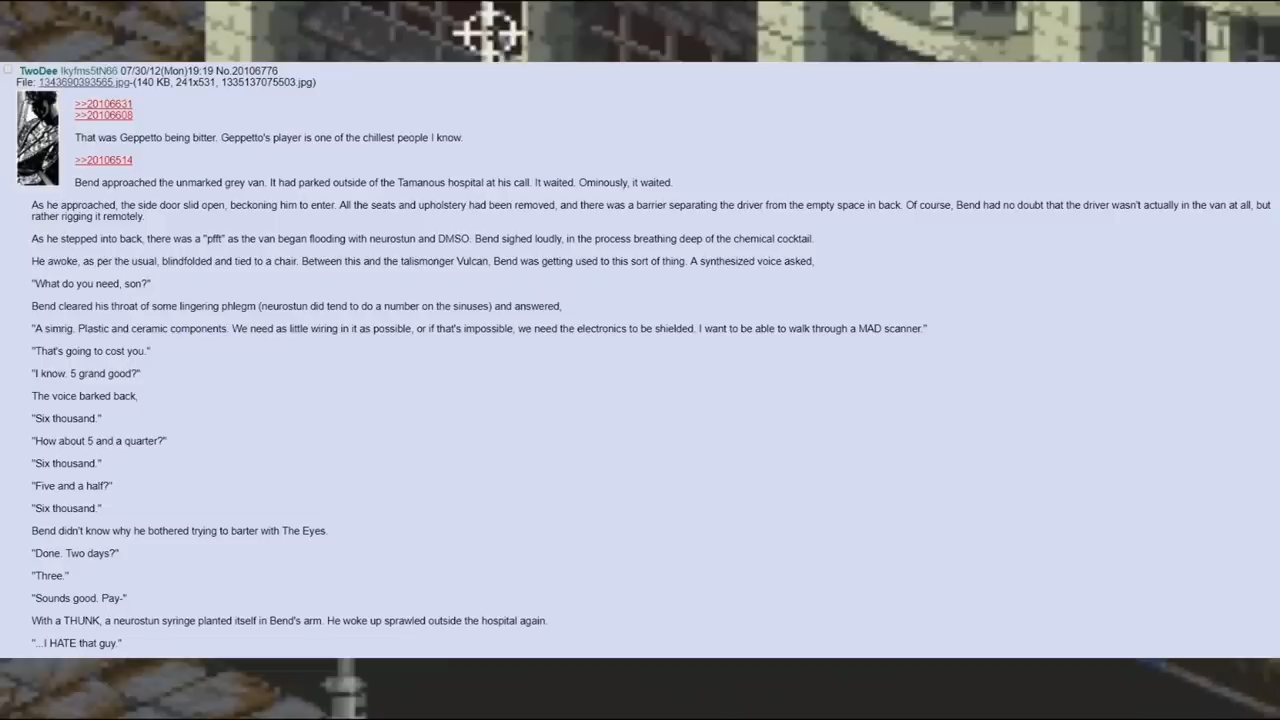 TwoDee !kyfms5tN66 07/30/12(Mon)19:19 No.20106776
File: 1343690393565.jpg-(140 KB, 241x531, 1335137075503.jpg)
>>20106631
>>20106608
That was Geppetto being bitter. Geppetto's player is one of the chillest people I know.
>>20106514
Bend approached the unmarked grey van. It had parked outside of the Tamanous hospital at his call. It waited. Ominously, it waited.
As he approached, the side door slid open, beckoning him to enter. All the seats and upholstery had been removed, and there was a barrier separating the driver from the empty space in back. Of course, Bend had no doubt that the driver wasn't actually in the van at all, but
rather rigging it remotely.
As he stepped into back, there was a "pfft" as the van began flooding with neurostun and DMSO. Bend sighed loudly, in the process breathing deep of the chemical cocktail.
He awoke, as per the usual, blindfolded and tied to a chair. Between this and the talismonger Vulcan, Bend was getting used to this sort of thing. A synthesized voice asked,
"What do you need, son?"
Bend cleared his throat of some lingering phlegm (neurostun did tend to do a number on the sinuses) and answered,
"A simrig. Plastic and ceramic components. We need as little wiring in it as possible, or if that's impossible, we need the electronics to be shielded. I want to be able to walk through a MAD scanner."
"That's going to cost you."
"I know. 5 grand good?"
The voice barked back,
"Six thousand."
"How about 5 and a quarter?"
"Six thousand."
"Five and a half?"
"Six thousand."
Bend didn't know why he bothered trying to barter with The Eyes.
"Done. Two days?"
"Three."
"Sounds good. Pay-"
With a THUNK, a neurostun syringe planted itself in Bend's arm. He woke up sprawled outside the hospital again.
"...I HATE that guy."